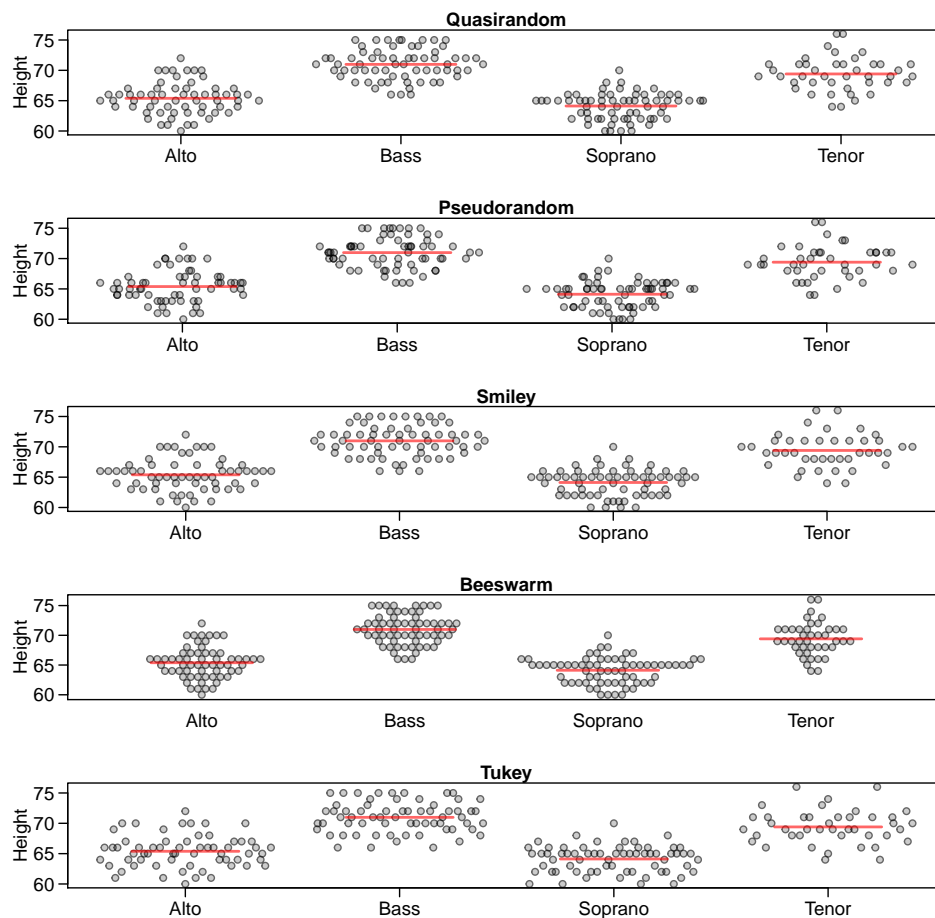 Quasirandom
Height
75
70
65
60
Alto Bass Soprano Tenor
Pseudorandom
Height
75
70
65
60
Alto Bass Soprano Tenor
Smiley
Height
75
70
65
60
Alto Bass Soprano Tenor
Beeswarm
Height
75
70
65
60
Alto Bass Soprano Tenor
Tukey
Height
75
70
65
60
Alto Bass Soprano Tenor